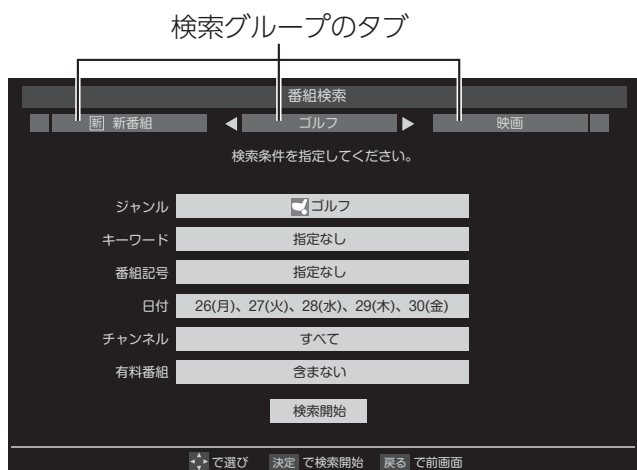 検索グループのタブ
番組検索
新 新番組 ◀ ゴルフ ▶ 映画
検索条件を指定してください。
ジャンル ゴルフ
キーワード 指定なし
番組記号 指定なし
日付 26(月)、27(火)、28(水)、29(木)、30(金)
チャンネル すべて
有料番組 含まない
検索開始
で選び 決定 で検索開始 戻る で前画面